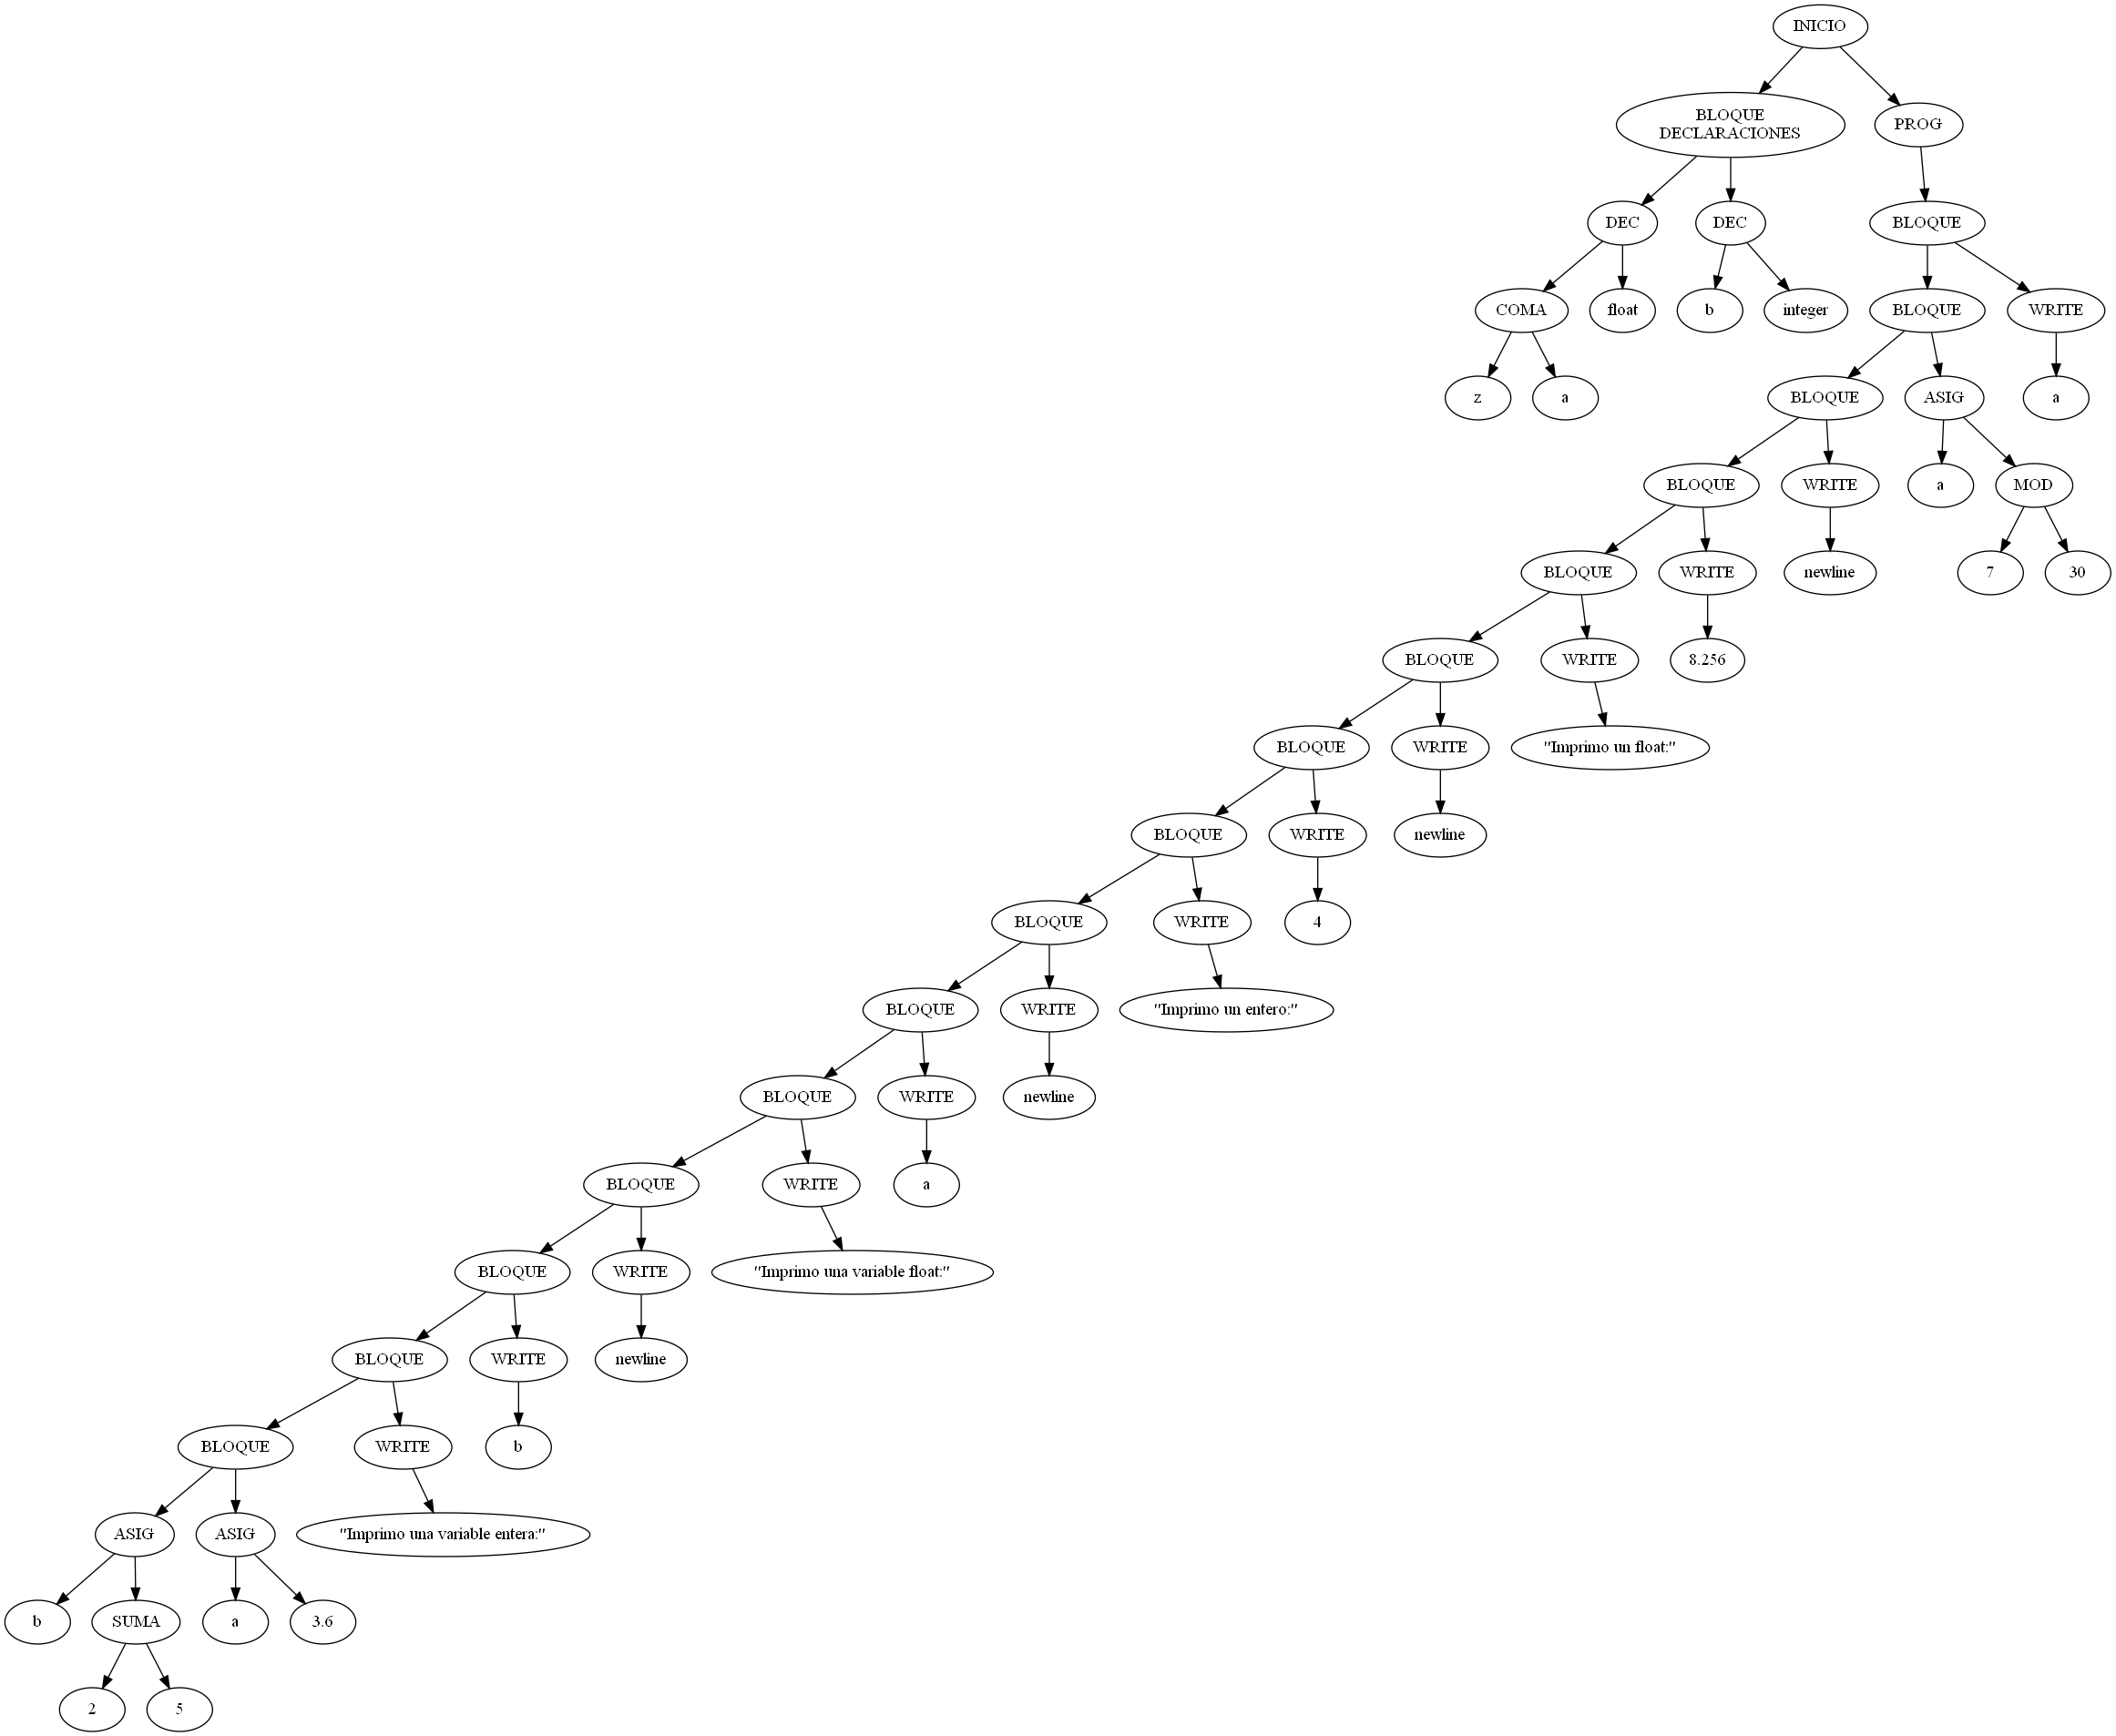 INICIO
BLOQUE
DECLARACIONES
PROG
DEC
DEC
BLOQUE
COMA
float
b
integer
BLOQUE
WRITE
z
a
BLOQUE
ASIG
a
BLOQUE
WRITE
a
MOD
BLOQUE
WRITE
newline
7
30
BLOQUE
WRITE
8.256
BLOQUE
WRITE
"Imprimo un float:"
BLOQUE
WRITE
newline
BLOQUE
WRITE
4
BLOQUE
WRITE
"Imprimo un entero:"
BLOQUE
WRITE
newline
BLOQUE
WRITE
a
BLOQUE
WRITE
"Imprimo una variable float:"
BLOQUE
WRITE
newline
BLOQUE
WRITE
b
ASIG
ASIG
"Imprimo una variable entera:"
b
SUMA
a
3.6
2
5